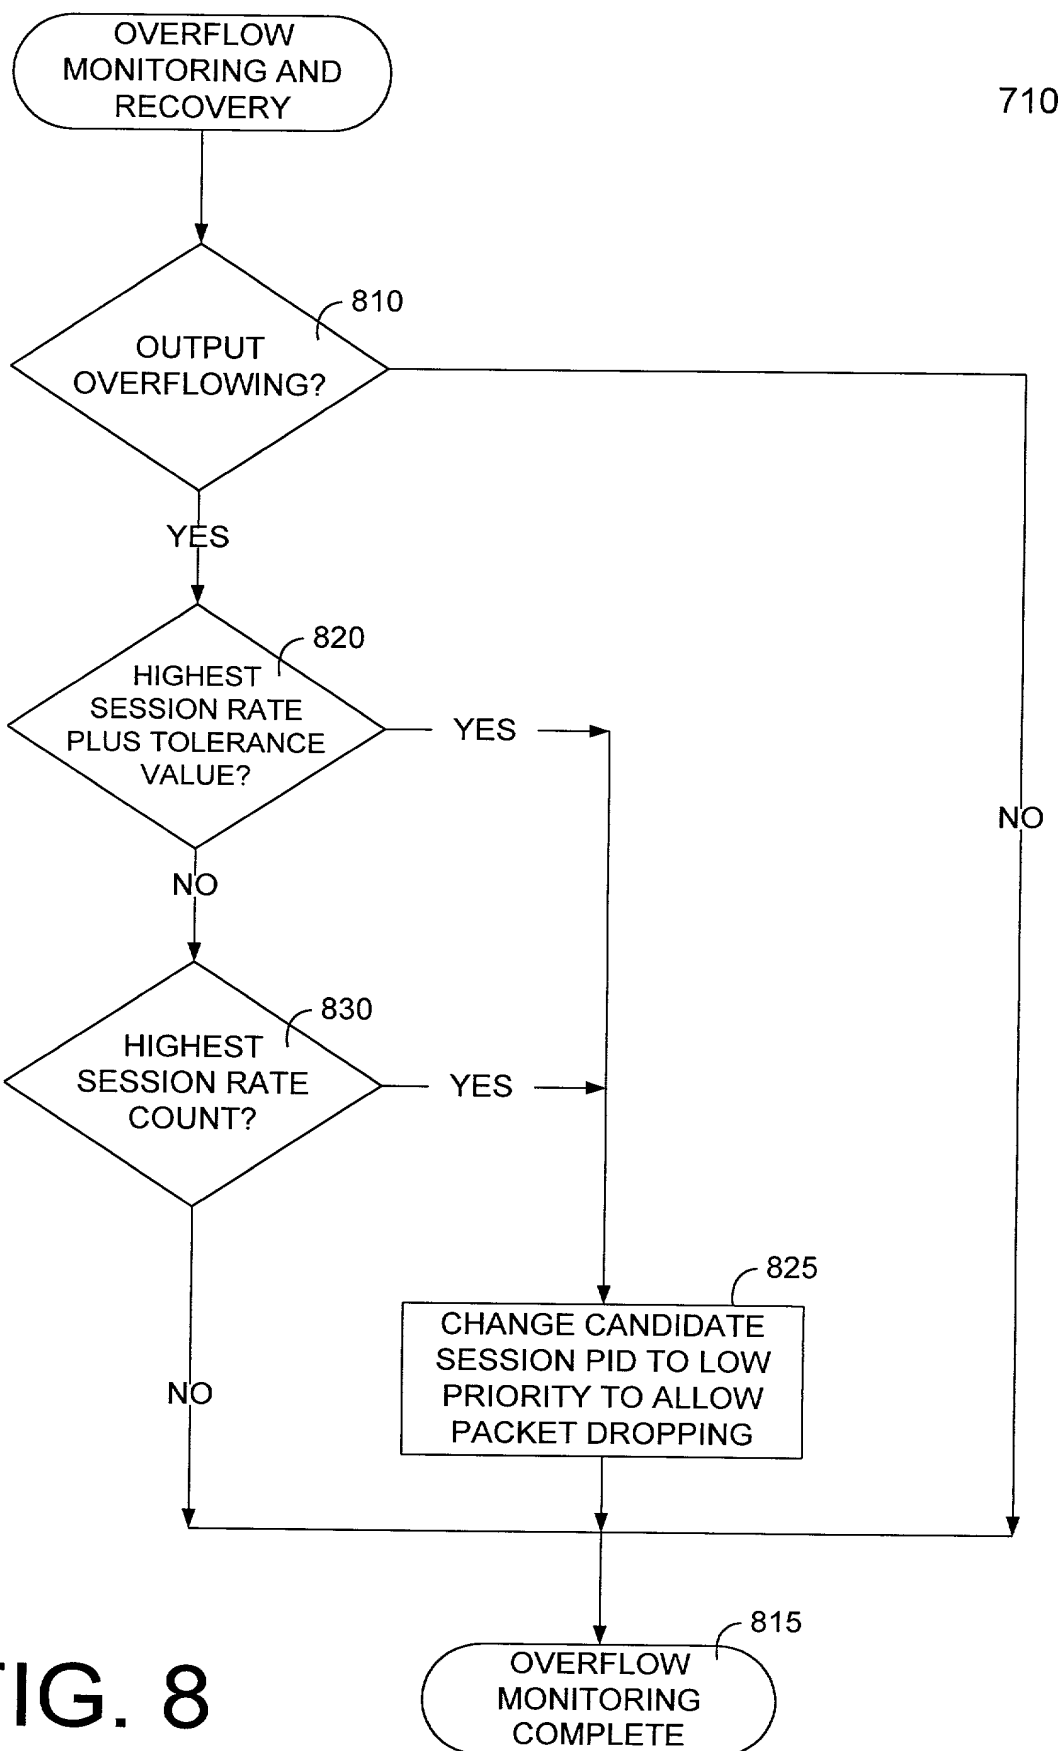 OVERFLOW
MONITORING AND
RECOVERY
710
810
OUTPUT
OVERFLOWING?
YES
820
HIGHEST
SESSION RATE
PLUS TOLERANCE
VALUE?
YES
NO
NO
830
HIGHEST
SESSION RATE
COUNT?
YES
825
CHANGE CANDIDATE
SESSION PID TO LOW
PRIORITY TO ALLOW
PACKET DROPPING
NO
815
OVERFLOW
MONITORING
COMPLETE
IG. 8